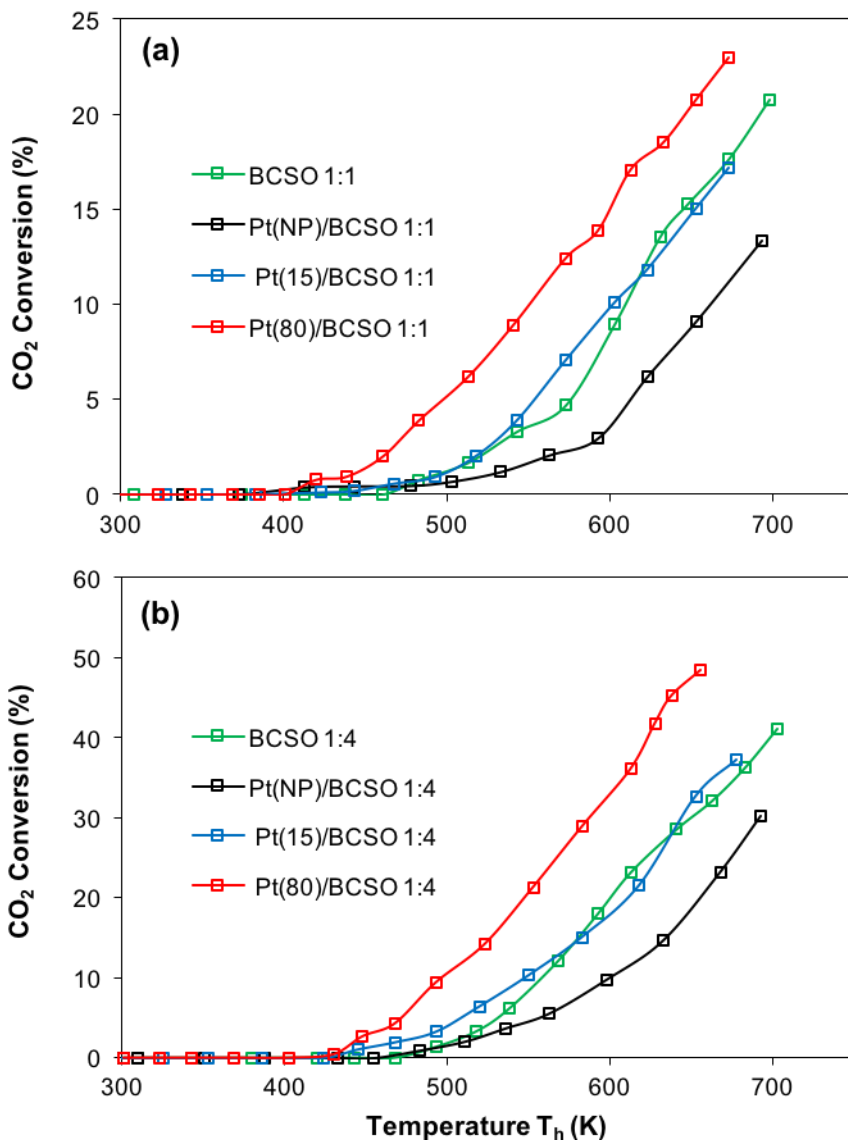 25
(a)
20
BCSO 1:1
15
Pt(NP)/BCSO 1:1
Pt(15)/BCSO 1:1
10
Pt(80)/BCSO 1:1
5
0
CO₂ Conversion (%)
300 400 500 600 700
60
(b)
50
40
BCSO 1:4
Pt(NP)/BCSO 1:4
30
Pt(15)/BCSO 1:4
20
Pt(80)/BCSO 1:4
10
0
CO₂ Conversion (%)
300 400 500 600 700
Temperature Tₕ (K)